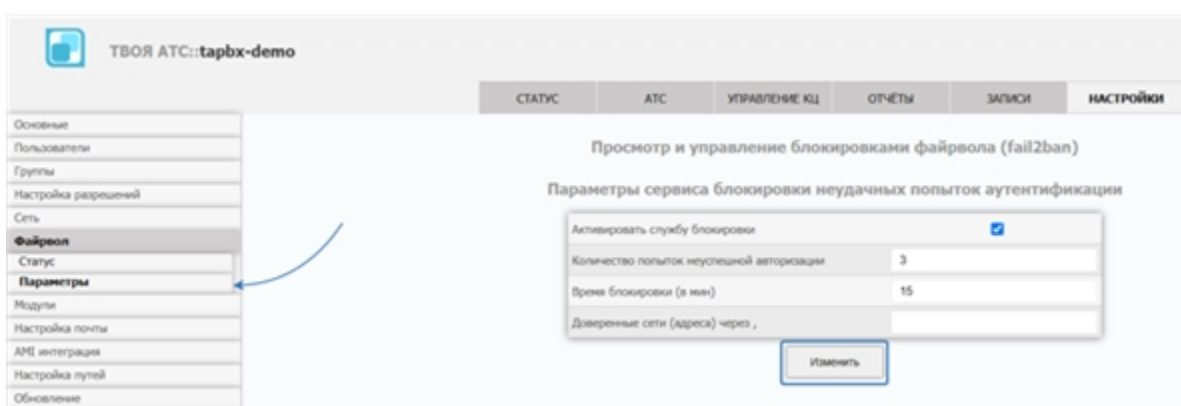 ТВОЯ АТС::tapbx-demo
СТАТУС АТС УПРАВЛЕНИЕ КЦ ОТЧЁТЫ ЗАПИСИ НАСТРОЙКИ
Основные
Пользователи
Группы
Настройка разрешений
Сеть
Файрвол
Статус
Параметры
Модули
Настройка почты
AMI интеграция
Настройка путей
Обновление
Просмотр и управление блокировками файрвола (fail2ban)
Параметры сервиса блокировки неудачных попыток аутентификации
Активировать службу блокировки
Количество попыток неуспешной авторизации 3
Время блокировки (в мин) 15
Доверенные сети (адреса) через ,
Изменить